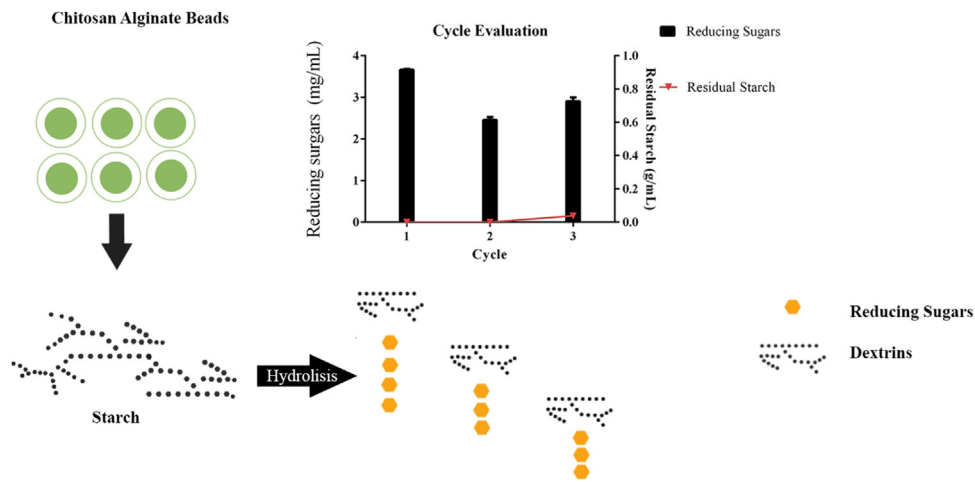 Chitosan Alginate Beads
Cycle Evaluation
Reducing Sugars
Residual Starch
Reducing surgars (mg/mL)
4
3
2
1
0
1.0
0.8
0.6
0.4
0.2
0.0
Residual Starch (g/mL)
1 2 3
Cycle
Hydrolisis
Starch
Reducing Sugars
Dextrins